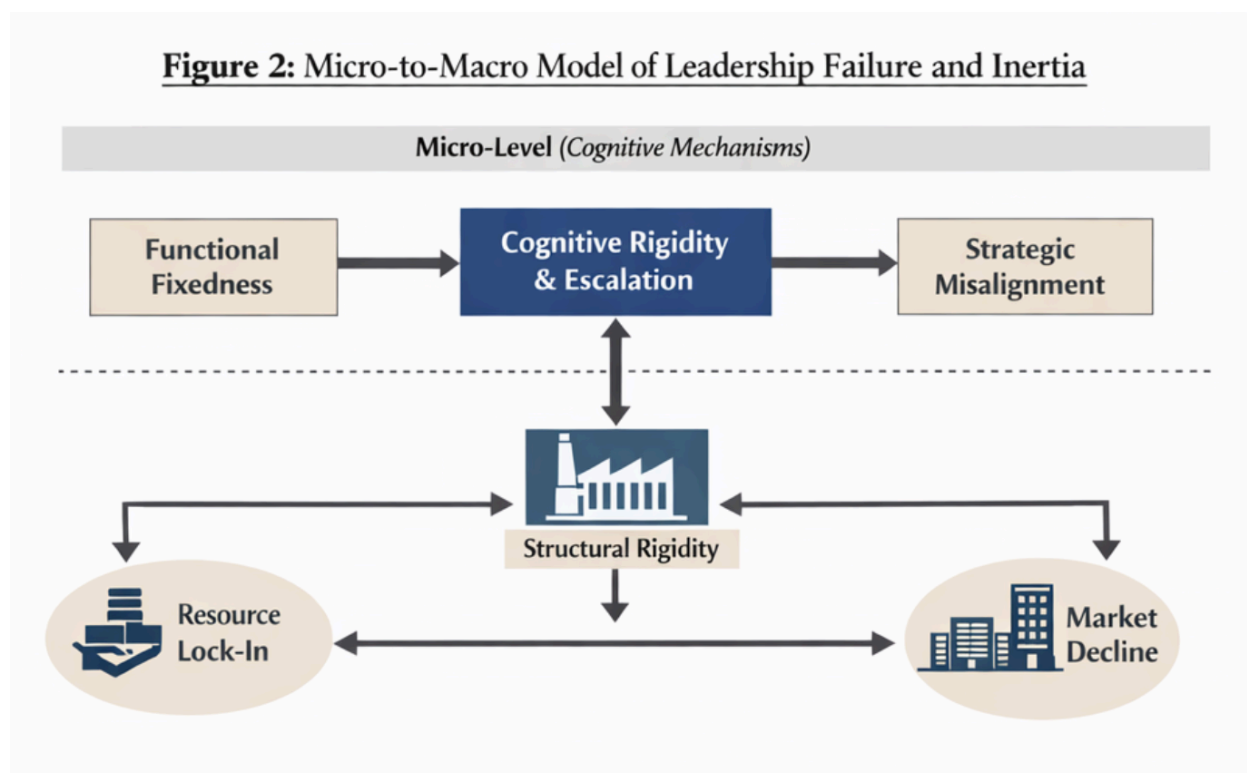 Figure 2: Micro-to-Macro Model of Leadership Failure and Inertia
Micro-Level (Cognitive Mechanisms)
Functional
Fixedness
Cognitive Rigidity
& Escalation
Strategic
Misalignment
Structural Rigidity
Resource
Lock-In
Market
Decline